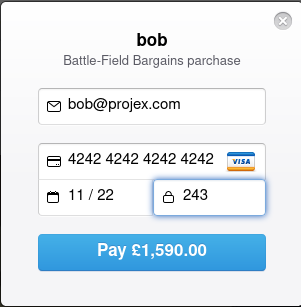 bob
Battle-Field Bargains purchase
bob@projex.com
4242 4242 4242 4242 VISA
11 / 22 243
Pay £1,590.00